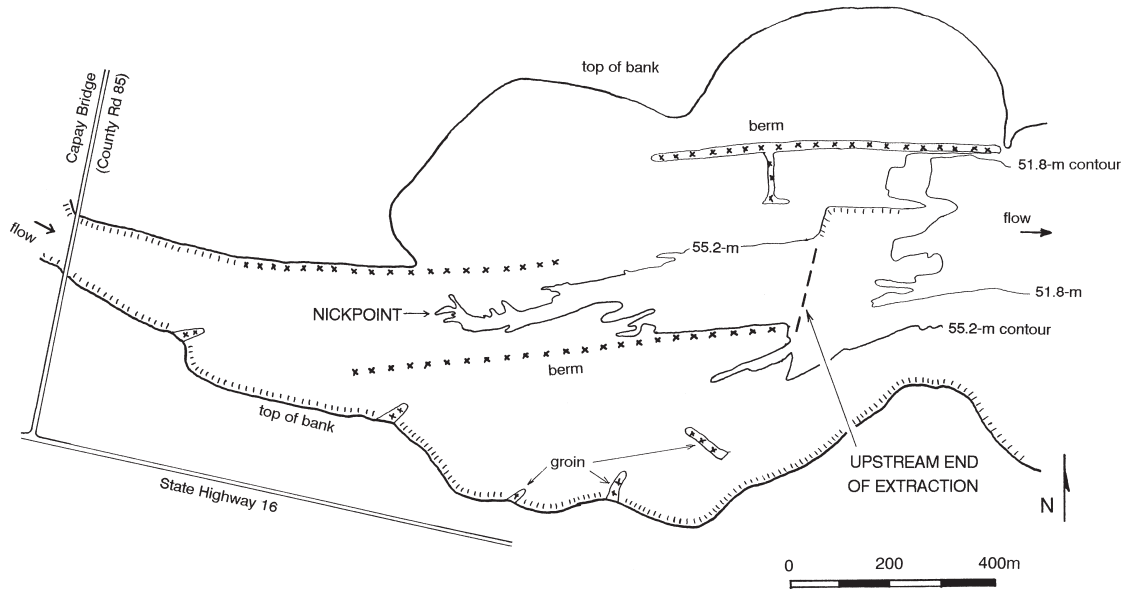 top of bank
Capay Bridge
(County Rd 85)
berm
51.8-m contour
flow
flow
55.2-m
51.8-m
NICKPOINT
55.2-m contour
berm
top of bank
groin
UPSTREAM END
OF EXTRACTION
State Highway 16
N
0 200 400m